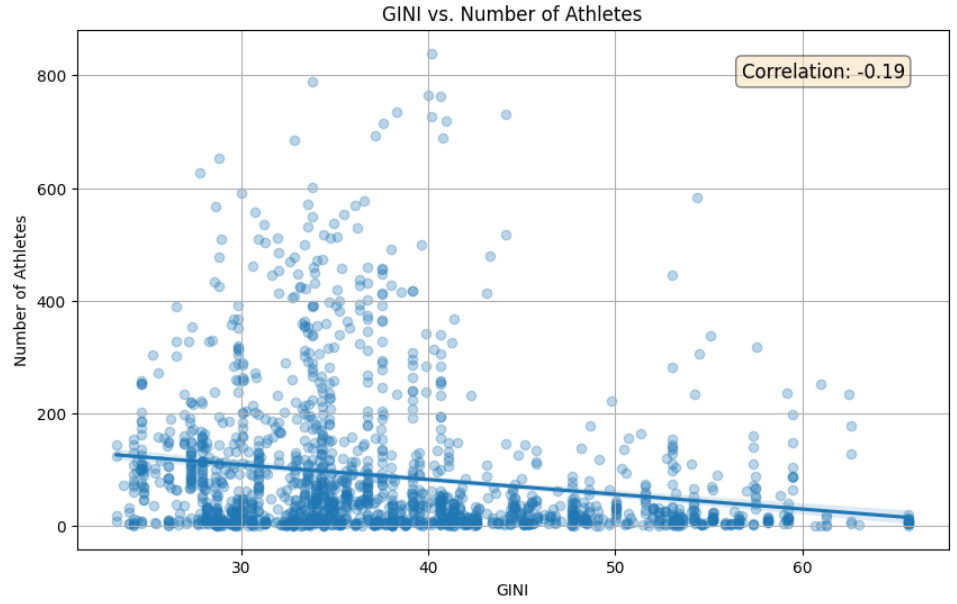 GINI vs. Number of Athletes
Correlation: -0.19
Number of Athletes
800
600
400
200
0
30
40
50
60
GINI